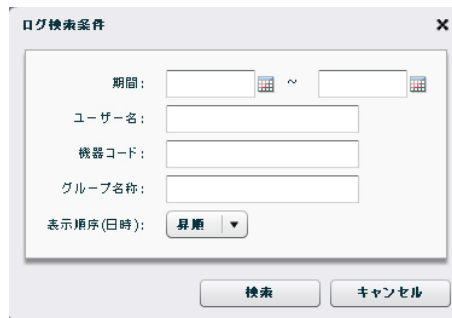 ログ検索条件
期間: ~
ユーザー名:
機器コード:
グループ名称:
表示順序(日時): 昇順
検索 キャンセル